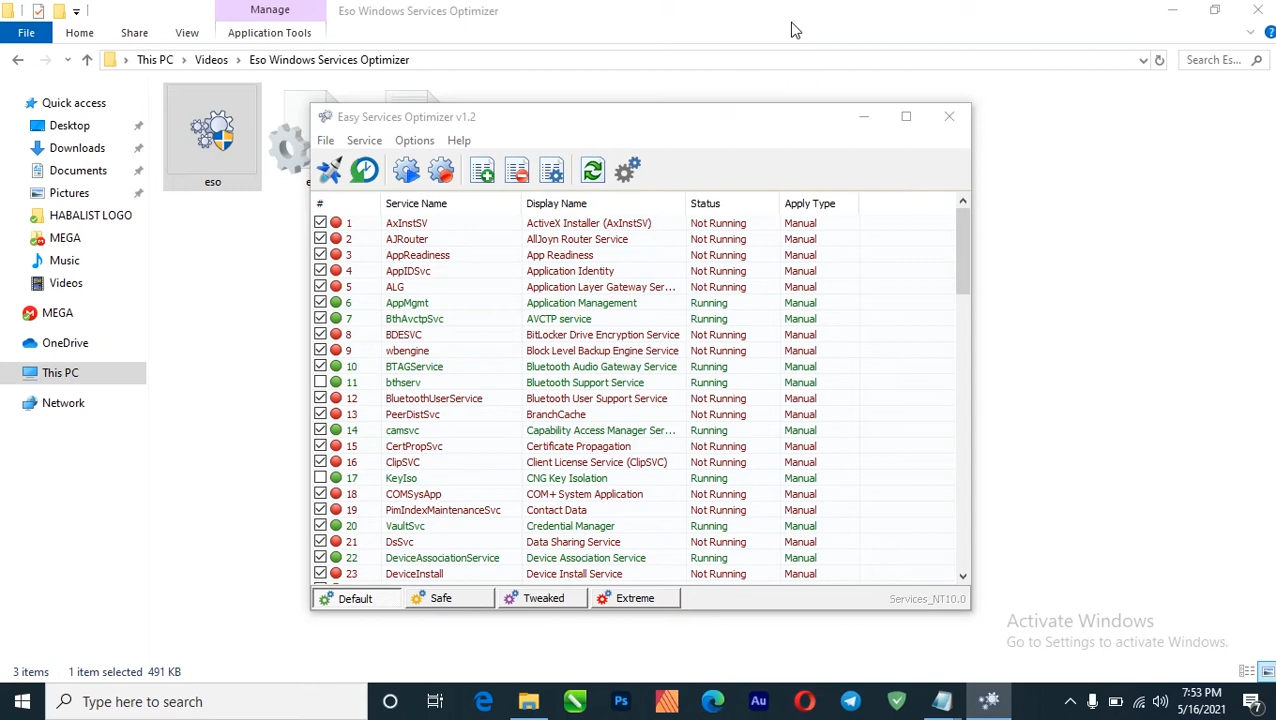 Manage
Eso Windows Services Optimizer
File Home Share View Application Tools
This PC Videos Eso Windows Services Optimizer
Search Es...
Quick access
Desktop
Downloads
Documents
Pictures
HABALIST LOGO
MEGA
Music
Videos
MEGA
OneDrive
This PC
Network
eso
Easy Services Optimizer v1.2
File Service Options Help
# Service Name Display Name Status Apply Type
1 AxInstSV ActiveX Installer (AxInstSV) Not Running Manual
2 AJRouter AllJoyn Router Service Not Running Manual
3 AppReadiness App Readiness Not Running Manual
4 AppIDSvc Application Identity Not Running Manual
5 ALG Application Layer Gateway Ser... Not Running Manual
6 AppMgmt Application Management Running Manual
7 BthAvctpSvc AVCTP service Running Manual
8 BDESVC BitLocker Drive Encryption Service Not Running Manual
9 wbengine Block Level Backup Engine Service Not Running Manual
10 BTAGService Bluetooth Audio Gateway Service Running Manual
11 bthserv Bluetooth Support Service Running Manual
12 BluetoothUserService Bluetooth User Support Service Not Running Manual
13 PeerDistSvc BranchCache Not Running Manual
14 camsvc Capability Access Manager Ser... Running Manual
15 CertPropSvc Certificate Propagation Not Running Manual
16 ClipSVC Client License Service (ClipSVC) Not Running Manual
17 KeyIso CNG Key Isolation Running Manual
18 COMSysApp COM+ System Application Not Running Manual
19 PimIndexMaintenanceSvc Contact Data Not Running Manual
20 VaultSvc Credential Manager Running Manual
21 DsSvc Data Sharing Service Not Running Manual
22 DeviceAssociationService Device Association Service Running Manual
23 DeviceInstall Device Install Service Not Running Manual
Default Safe Tweaked Extreme Services_NT10.0
Activate Windows
Go to Settings to activate Windows.
3 items 1 item selected 491 KB
Type here to search
Ps
Au
7:53 PM
5/16/2021
7